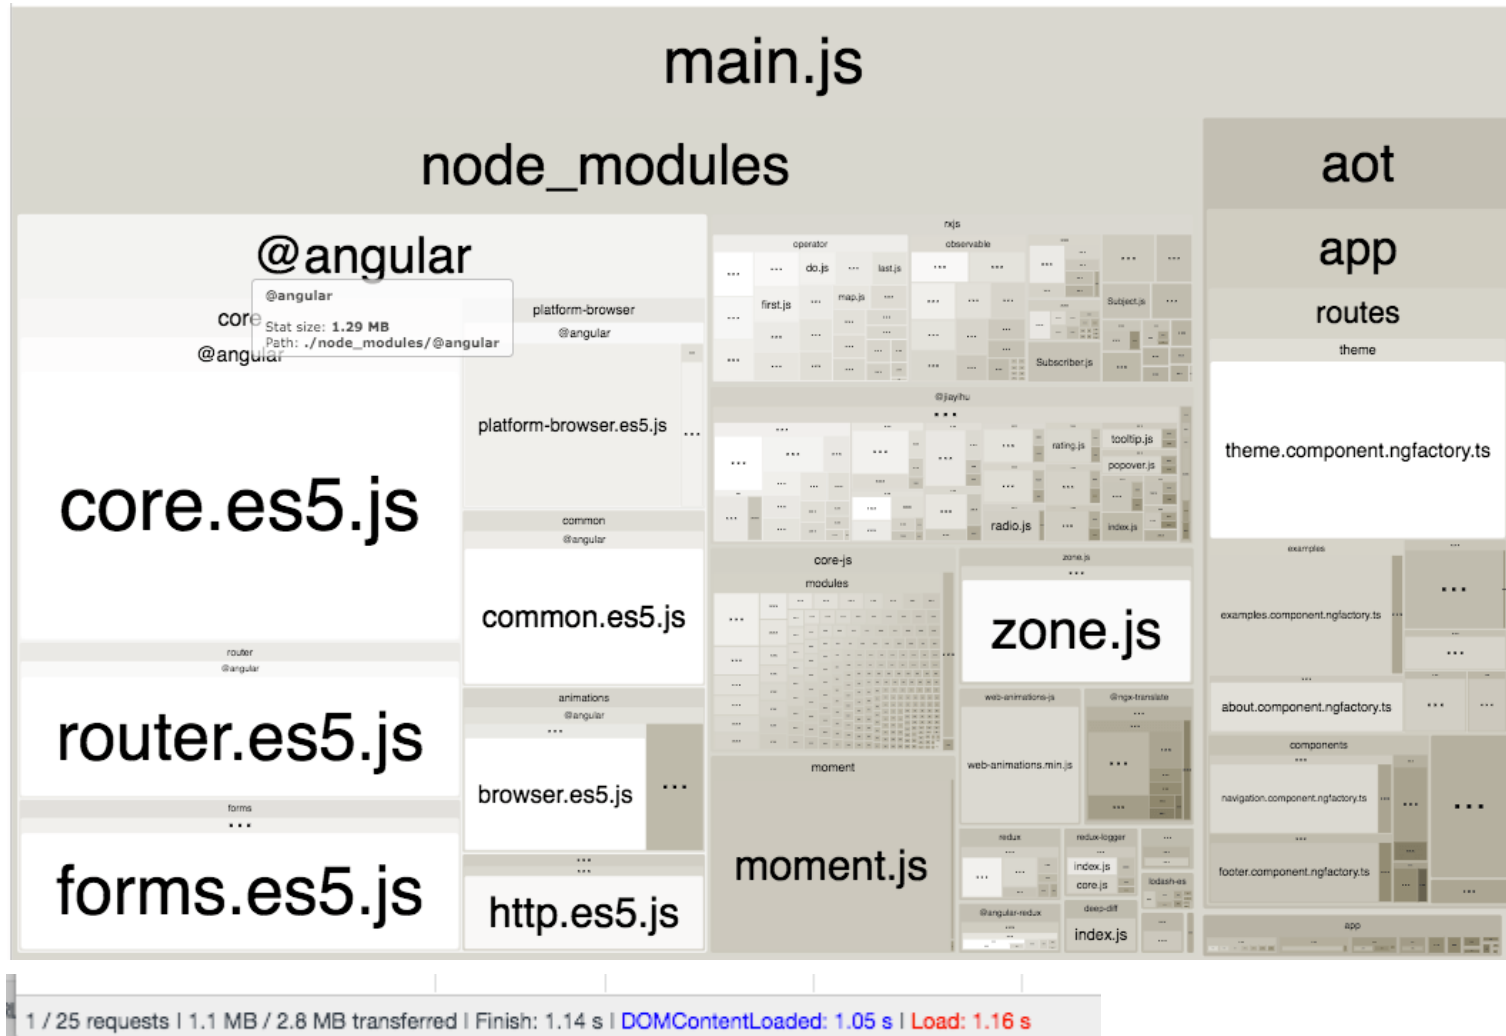 main.js
node_modules
aot
@angular
@angular
Stat size: 1.29 MB
Path: ./node_modules/@angular
core
@angular
core.es5.js
router
@angular
router.es5.js
forms
...
forms.es5.js
platform-browser
@angular
platform-browser.es5.js
...
common
@angular
common.es5.js
animations
@angular
...
browser.es5.js
...
...
...
http.es5.js
rxjs
operator
do.js
last.js
first.js
map.js
observable
Subject.js
Subscriber.js
@jiayihu
...
rating.js
tooltip.js
popover.js
radio.js
index.js
core-js
modules
moment
moment.js
zone.js
...
zone.js
web-animations-js
web-animations.min.js
@ngx-translate
...
redux
...
redux-logger
index.js
core.js
lodash-es
@angular-redux
...
deep-diff
index.js
app
routes
theme
theme.component.ngfactory.ts
examples
examples.component.ngfactory.ts
about.component.ngfactory.ts
components
...
navigation.component.ngfactory.ts
...
footer.component.ngfactory.ts
app
1 / 25 requests | 1.1 MB / 2.8 MB transferred | Finish: 1.14 s | DOMContentLoaded: 1.05 s | Load: 1.16 s